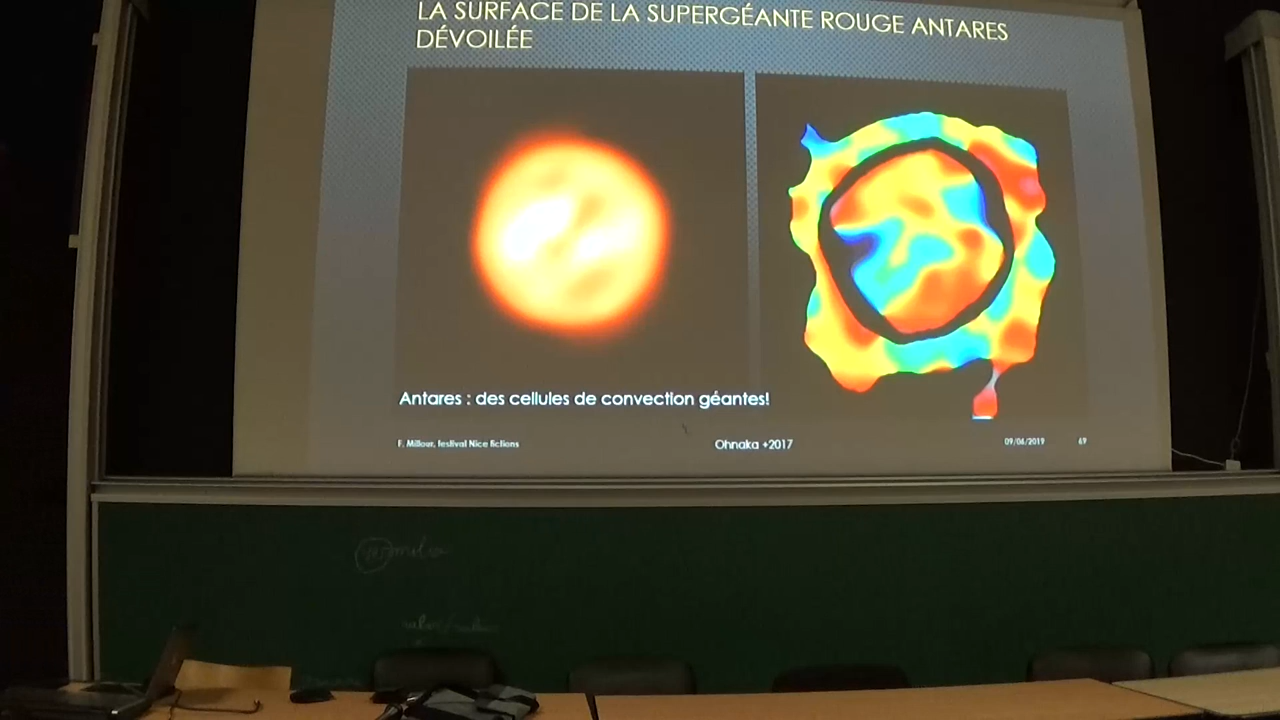 LA SURFACE DE LA SUPERGÉANTE ROUGE ANTARES
DÉVOILÉE
Antares : des cellules de convection géantes!
F. Millour, festival Nice fictions
Ohnaka +2017
09/06/2019
69